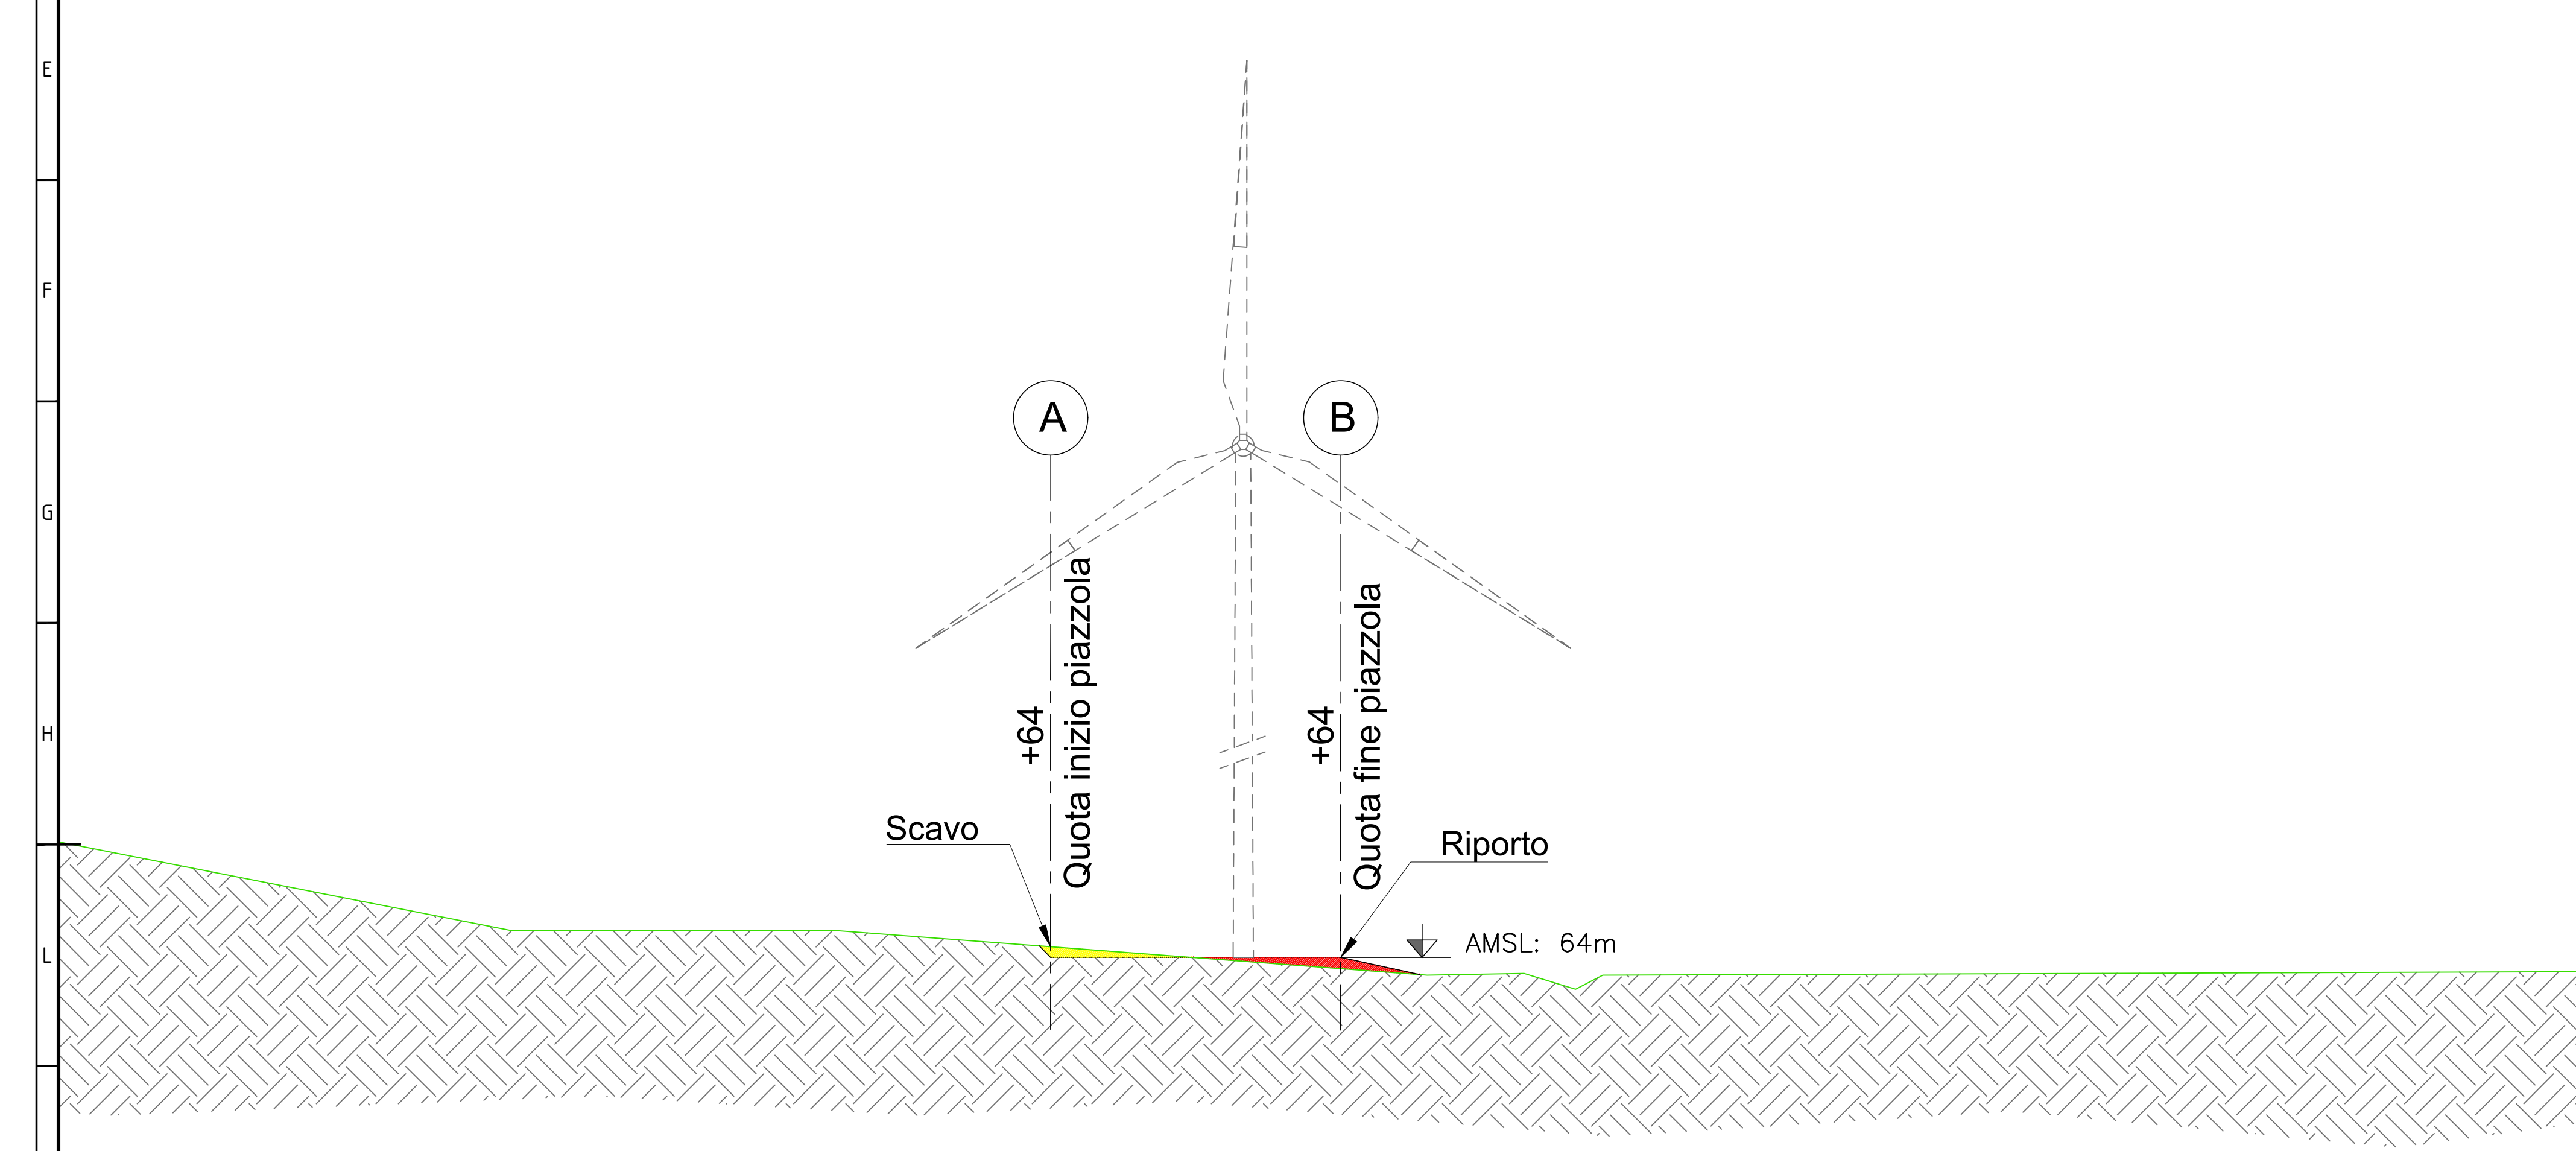 E
F
A
B
G
H
+64
Quota inizio piazzola
+64
Quota fine piazzola
Scavo
Riporto
AMSL: 64m
L